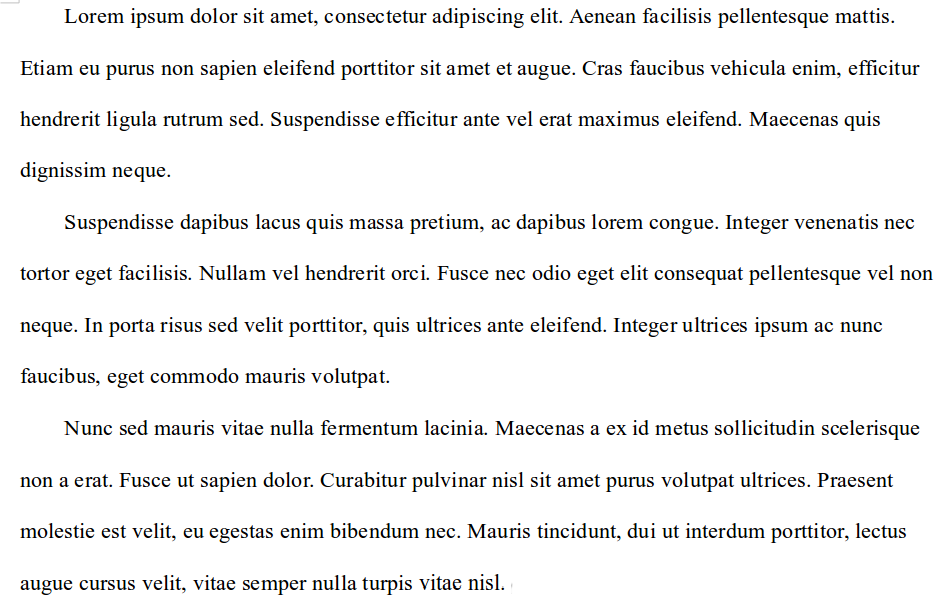 Lorem ipsum dolor sit amet, consectetur adipiscing elit. Aenean facilisis pellentesque mattis.
Etiam eu purus non sapien eleifend porttitor sit amet et augue. Cras faucibus vehicula enim, efficitur
hendrerit ligula rutrum sed. Suspendisse efficitur ante vel erat maximus eleifend. Maecenas quis
dignissim neque.
Suspendisse dapibus lacus quis massa pretium, ac dapibus lorem congue. Integer venenatis nec
tortor eget facilisis. Nullam vel hendrerit orci. Fusce nec odio eget elit consequat pellentesque vel non
neque. In porta risus sed velit porttitor, quis ultrices ante eleifend. Integer ultrices ipsum ac nunc
faucibus, eget commodo mauris volutpat.
Nunc sed mauris vitae nulla fermentum lacinia. Maecenas a ex id metus sollicitudin scelerisque
non a erat. Fusce ut sapien dolor. Curabitur pulvinar nisl sit amet purus volutpat ultrices. Praesent
molestie est velit, eu egestas enim bibendum nec. Mauris tincidunt, dui ut interdum porttitor, lectus
augue cursus velit, vitae semper nulla turpis vitae nisl.